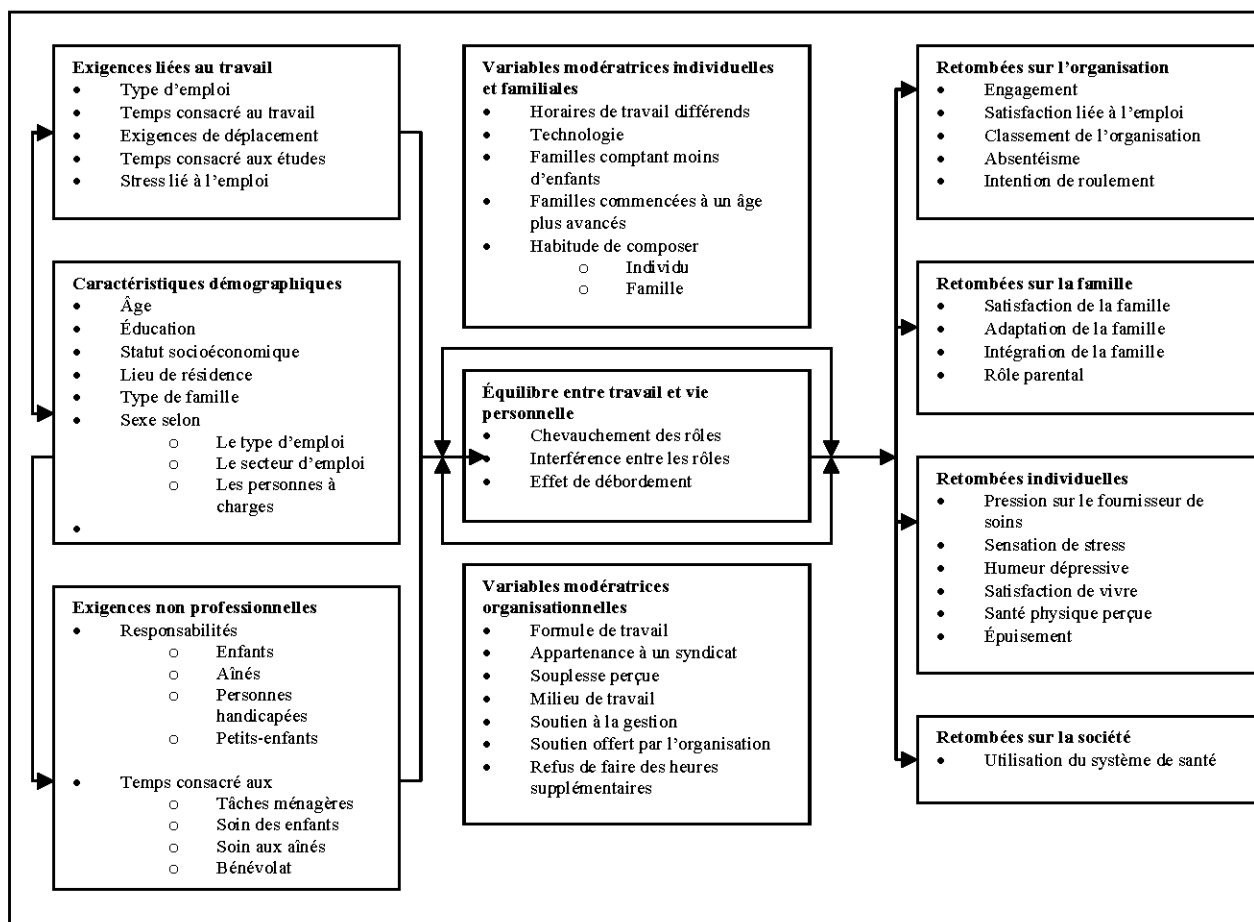 Exigences liées au travail
• Type d'emploi
• Temps consacré au travail
• Exigences de déplacement
• Temps consacré aux études
• Stress lié à l'emploi
Caractéristiques démographiques
• Âge
• Éducation
• Statut socioéconomique
• Lieu de résidence
• Type de famille
• Sexe selon
○ Le type d'emploi
○ Le secteur d'emploi
○ Les personnes à
charges
•
Exigences non professionnelles
• Responsabilités
○ Enfants
○ Aînés
○ Personnes
handicapées
○ Petits-enfants
• Temps consacré aux
○ Tâches ménagères
○ Soin des enfants
○ Soin aux aînés
○ Bénévolat
Variables modératrices individuelles
et familiales
• Horaires de travail différends
• Technologie
• Familles comptant moins
d'enfants
• Familles commencées à un âge
plus avancés
• Habitude de composer
○ Individu
○ Famille
Équilibre entre travail et vie
personnelle
• Chevauchement des rôles
• Interférence entre les rôles
• Effet de débordement
Variables modératrices
organisationnelles
• Formule de travail
• Appartenance à un syndicat
• Souplesse perçue
• Milieu de travail
• Soutien à la gestion
• Soutien offert par l'organisation
• Refus de faire des heures
supplémentaires
Retombées sur l'organisation
• Engagement
• Satisfaction liée à l'emploi
• Classement de l'organisation
• Absentéisme
• Intention de roulement
Retombées sur la famille
• Satisfaction de la famille
• Adaptation de la famille
• Intégration de la famille
• Rôle parental
Retombées individuelles
• Pression sur le fournisseur de
soins
• Sensation de stress
• Humeur dépressive
• Satisfaction de vivre
• Santé physique perçue
• Épuisement
Retombées sur la société
• Utilisation du système de santé